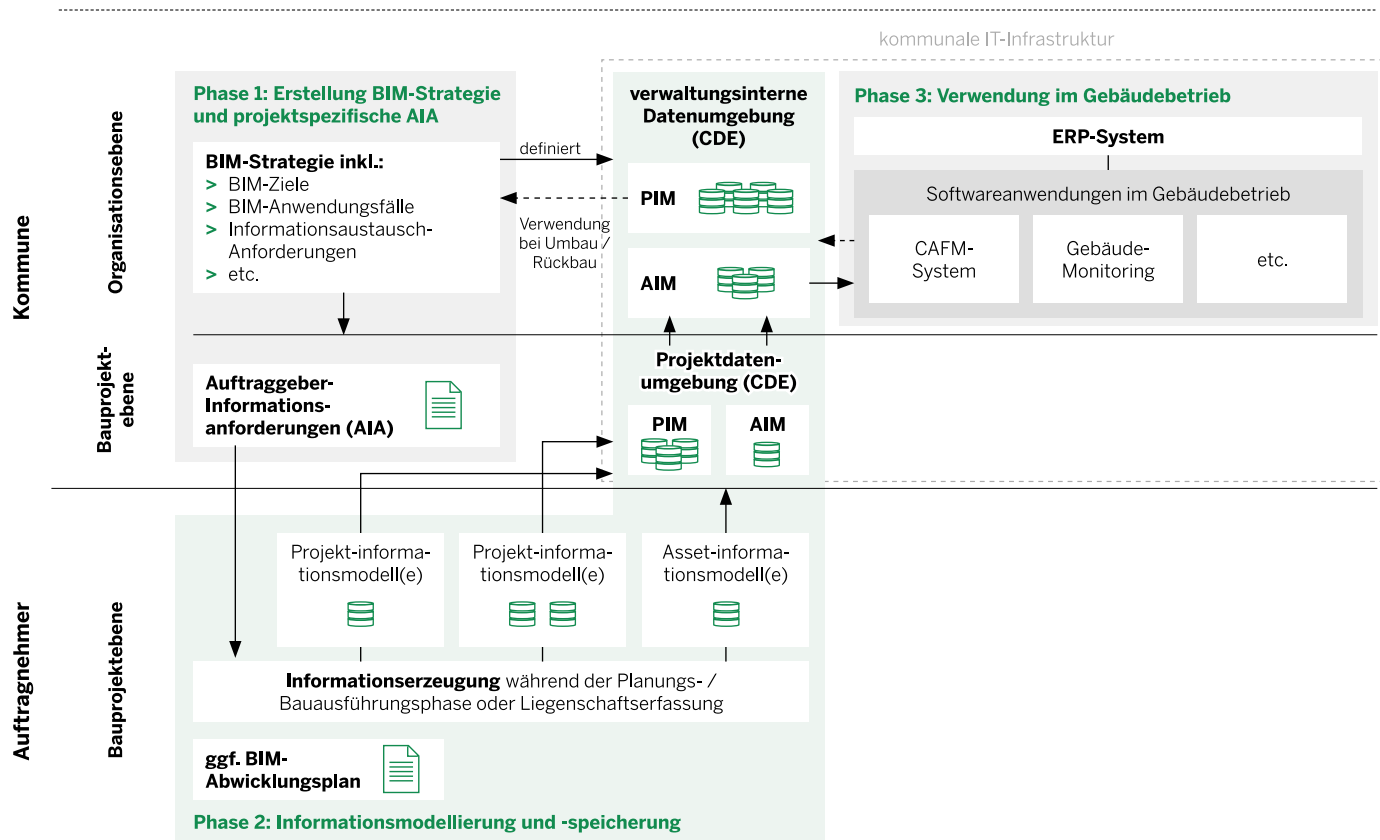 kommunale IT-Infrastruktur
Kommune
Organisationsebene
Phase 1: Erstellung BIM-Strategie
und projektspezifische AIA
BIM-Strategie inkl.:
> BIM-Ziele
> BIM-Anwendungsfälle
> Informationsaustausch-
Anforderungen
> etc.
definiert
Verwendung
bei Umbau /
Rückbau
verwaltungsinterne
Datenumgebung
(CDE)
PIM
AIM
Phase 3: Verwendung im Gebäudebetrieb
ERP-System
Softwareanwendungen im Gebäudebetrieb
CAFM-
System
Gebäude-
Monitoring
etc.
Bauprojekt-
ebene
Auftraggeber-
Informations-
anforderungen (AIA)
Projektdaten-
umgebung (CDE)
PIM
AIM
Auftragnehmer
Bauprojektebene
Projekt-informa-
tionsmodell(e)
Projekt-informa-
tionsmodell(e)
Asset-informa-
tionsmodell(e)
Informationserzeugung während der Planungs- /
Bauausführungsphase oder Liegenschaftserfassung
ggf. BIM-
Abwicklungsplan
Phase 2: Informationsmodellierung und -speicherung